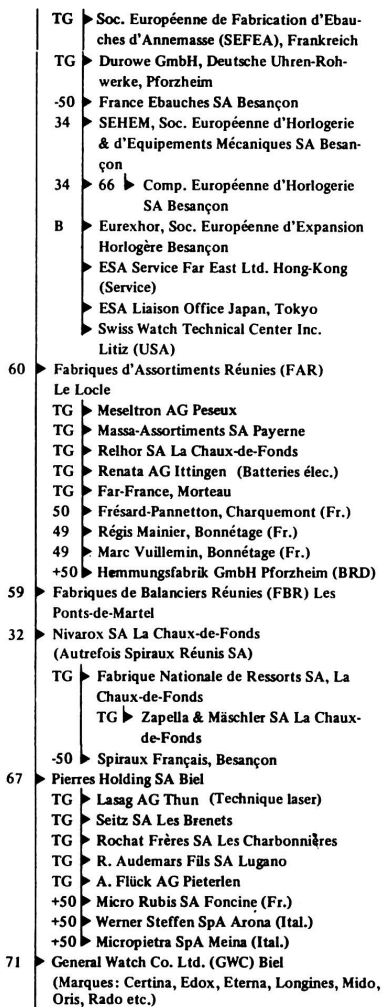 TG Soc. Européenne de Fabrication d'Ebau-
ches d'Annemasse (SEFEA), Frankreich
TG Durowe GmbH, Deutsche Uhren-Roh-
werke, Pforzheim
-50 France Ebauches SA Besançon
34 SEHEM, Soc. Européenne d'Horlogerie
& d'Equipements Mécaniques SA Besan-
çon
34 66 Comp. Européenne d'Horlogerie
SA Besançon
B Eurexhor, Soc. Européenne d'Expansion
Horlogère Besançon
ESA Service Far East Ltd. Hong-Kong
(Service)
ESA Liaison Office Japan, Tokyo
Swiss Watch Technical Center Inc.
Litiz (USA)
60 Fabriques d'Assortiments Réunies (FAR)
Le Locle
TG Meseltron AG Peseux
TG Massa-Assortiments SA Payerne
TG Relhor SA La Chaux-de-Fonds
TG Renata AG Ittingen (Batteries élec.)
TG Far-France, Morteau
50 Frésard-Pannetton, Charquemont (Fr.)
49 Régis Mainier, Bonnétage (Fr.)
49 Marc Vuillemin, Bonnétage (Fr.)
+50 Hemmungsfabrik GmbH Pforzheim (BRD)
59 Fabriques de Balanciers Réunies (FBR) Les
Ponts-de-Martel
32 Nivarox SA La Chaux-de-Fonds
(Autrefois Spiraux Réunis SA)
TG Fabrique Nationale de Ressorts SA, La
Chaux-de-Fonds
TG Zapella & Mäschler SA La Chaux-
de-Fonds
-50 Spiraux Français, Besançon
67 Pierres Holding SA Biel
TG Lasag AG Thun (Technique laser)
TG Seitz SA Les Brenets
TG Rochat Frères SA Les Charbonnières
TG R. Audemars Fils SA Lugano
TG A. Flück AG Pieterlen
+50 Micro Rubis SA Foncine (Fr.)
+50 Werner Steffen SpA Arona (Ital.)
+50 Micropietra SpA Meina (Ital.)
71 General Watch Co. Ltd. (GWC) Biel
(Marques: Certina, Edox, Eterna, Longines, Mido,
Oris, Rado etc.)